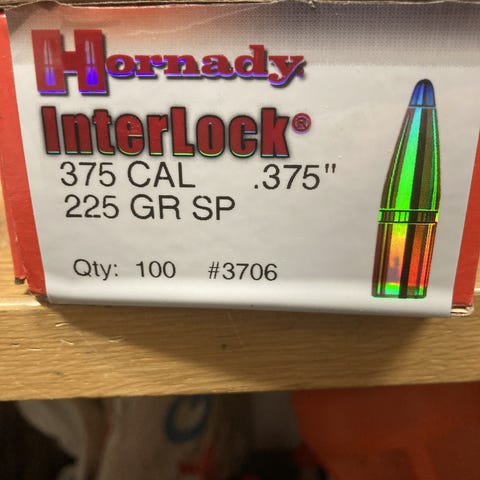 Hornady
InterLock®
375 CAL .375"
225 GR SP
Qty: 100 #3706